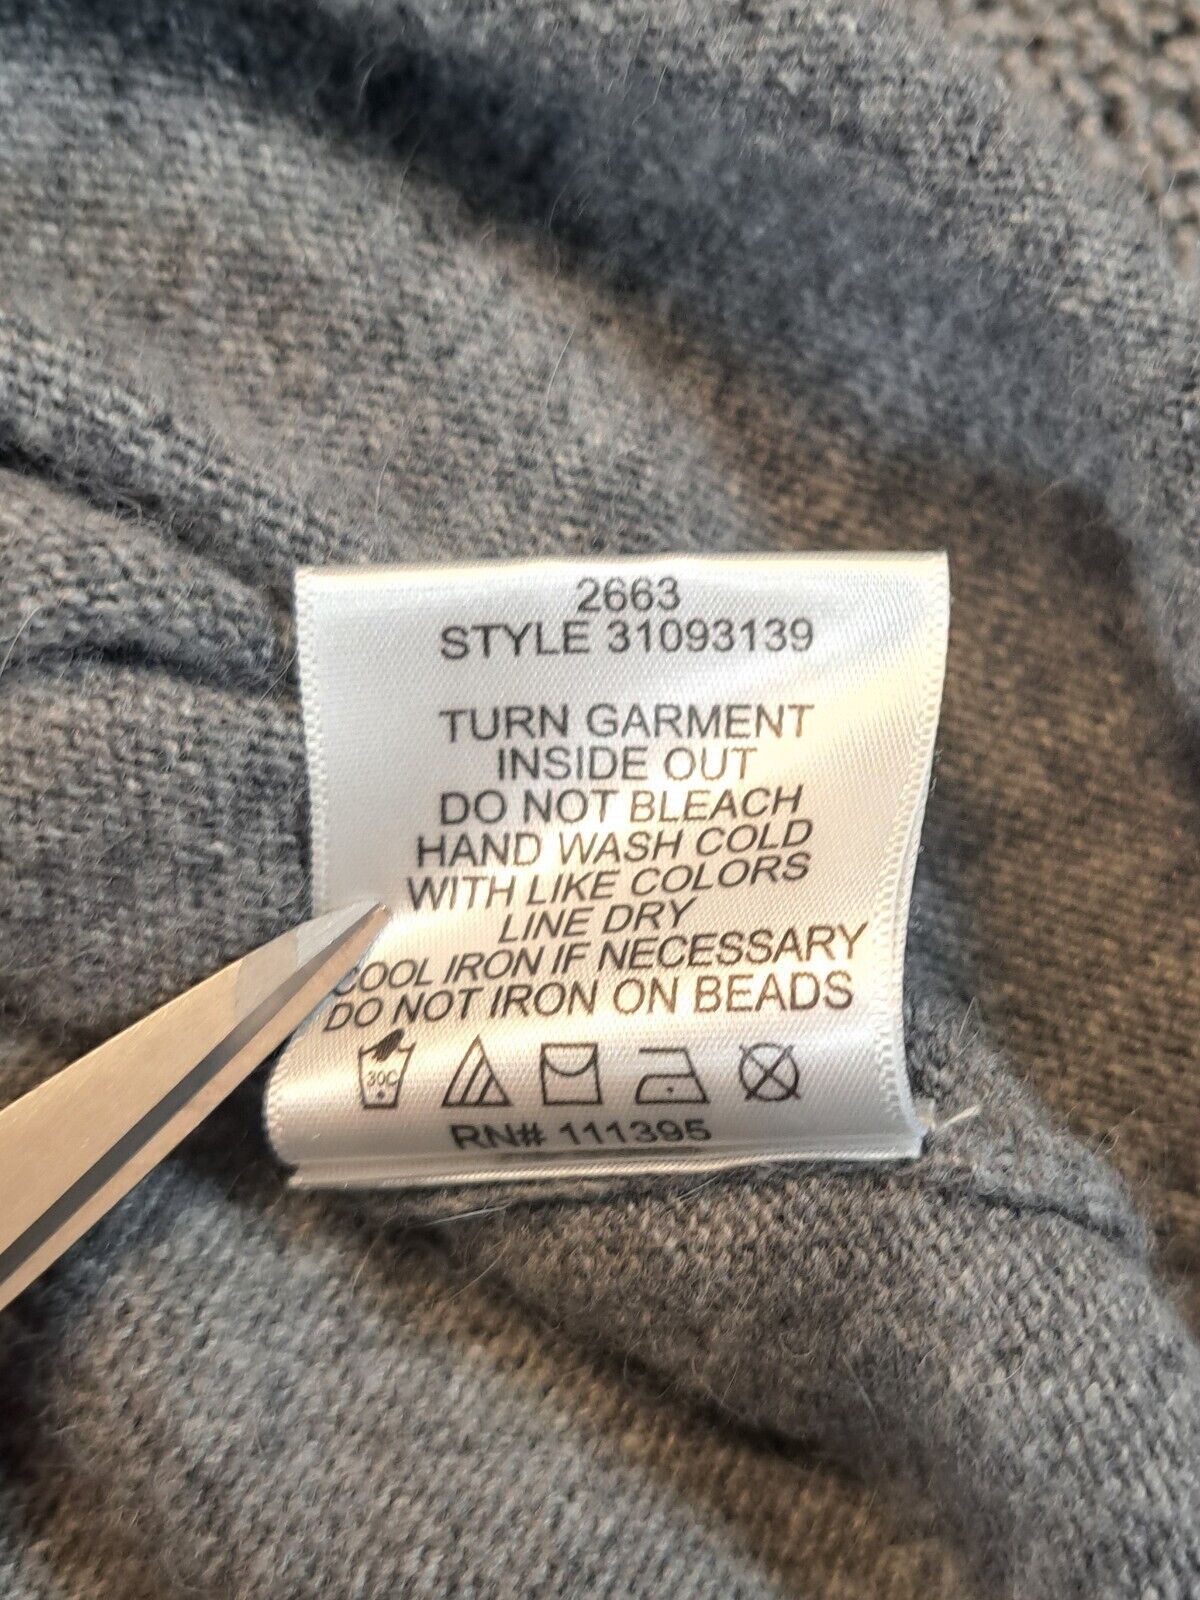 2663
STYLE 31093139
TURN GARMENT
INSIDE OUT
DO NOT BLEACH
HAND WASH COLD
WITH LIKE COLORS
LINE DRY
COOL IRON IF NECESSARY
DO NOT IRON ON BEADS
30C
RN# 111395